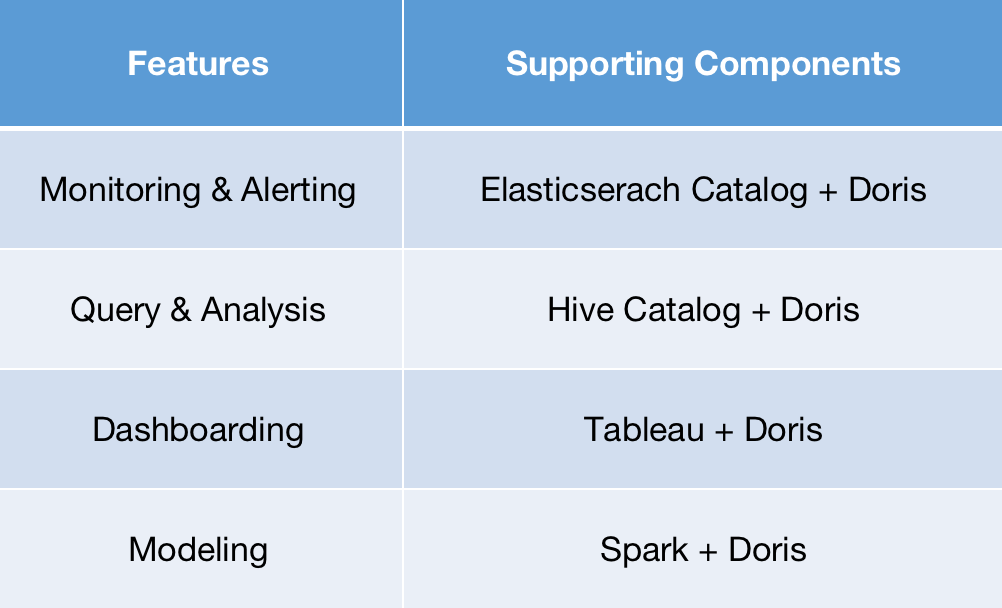 Features
Supporting Components
Monitoring & Alerting
Elasticserach Catalog + Doris
Query & Analysis
Hive Catalog + Doris
Dashboarding
Tableau + Doris
Modeling
Spark + Doris